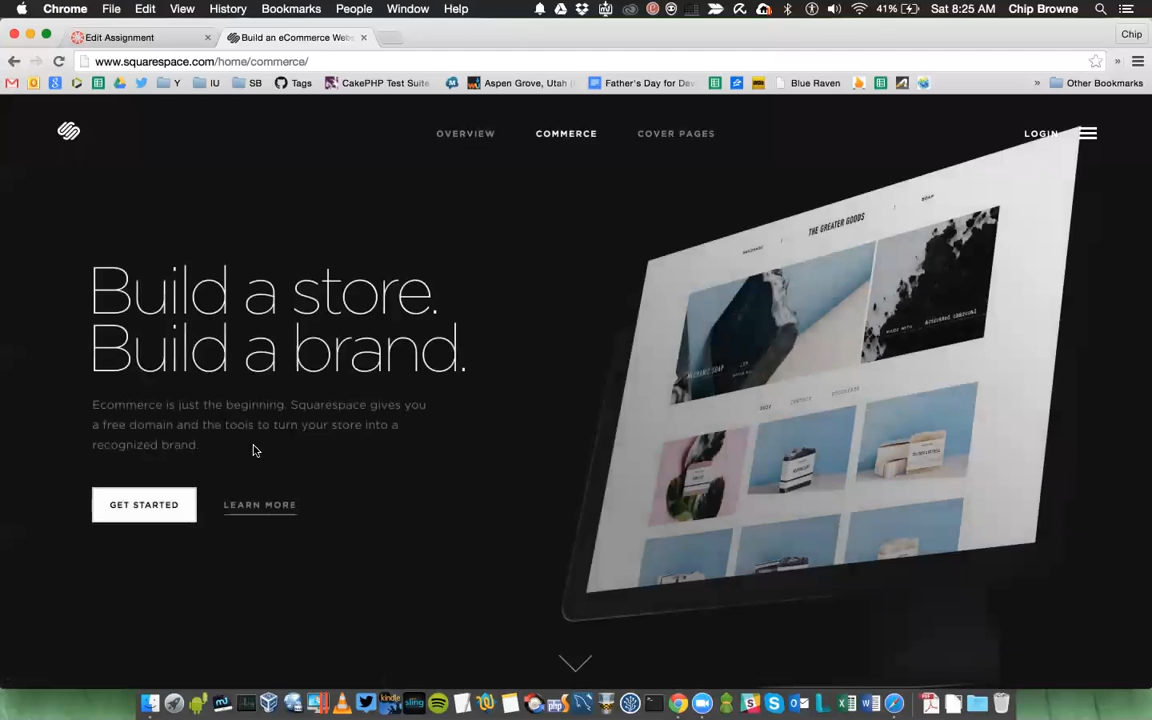 Chrome File Edit View History Bookmarks People Window Help 41% Sat 8:25 AM Chip Browne
Edit Assignment × Build an eCommerce Webs × Chip
www.squarespace.com/home/commerce/
Y IU SB Tags CakePHP Test Suite Aspen Grove, Utah ( Father's Day for Dev Blue Raven » Other Bookmarks
OVERVIEW COMMERCE COVER PAGES LOGIN
THE GREATER GOODS
SOAP
Build a store.
Build a brand.
Ecommerce is just the beginning. Squarespace gives you
a free domain and the tools to turn your store into a
recognized brand.
GET STARTED LEARN MORE